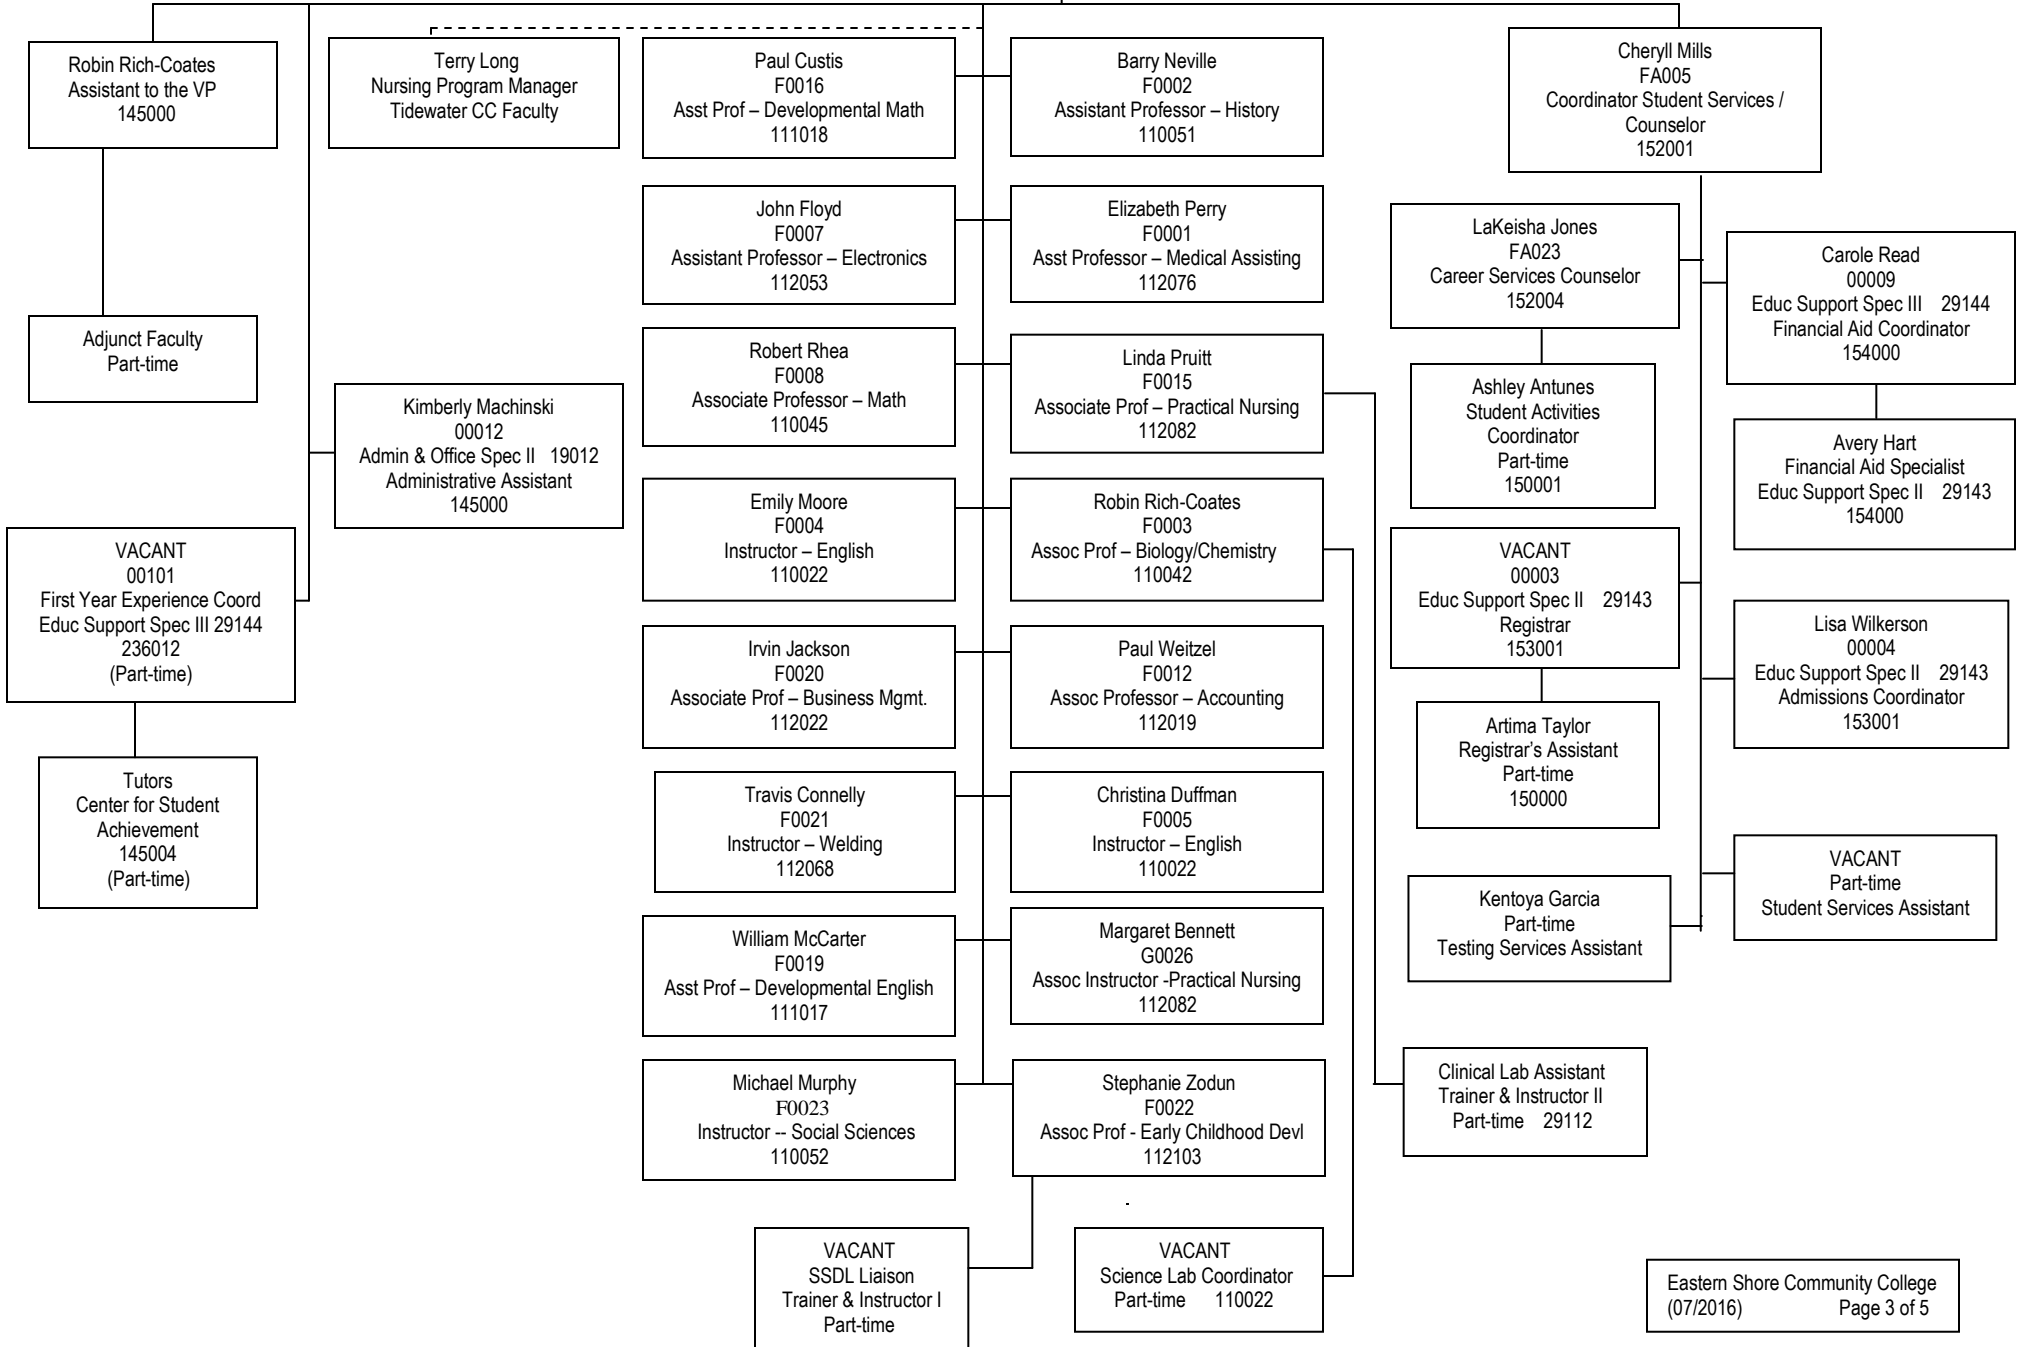 Robin Rich-Coates
Assistant to the VP
145000
Terry Long
Nursing Program Manager
Tidewater CC Faculty
Paul Custis
F0016
Asst Prof – Developmental Math
111018
Barry Neville
F0002
Assistant Professor – History
110051
Cheryll Mills
FA005
Coordinator Student Services /
Counselor
152001
John Floyd
F0007
Assistant Professor – Electronics
112053
Elizabeth Perry
F0001
Asst Professor – Medical Assisting
112076
LaKeisha Jones
FA023
Career Services Counselor
152004
Carole Read
00009
Educ Support Spec III 29144
Financial Aid Coordinator
154000
Adjunct Faculty
Part-time
Robert Rhea
F0008
Associate Professor – Math
110045
Linda Pruitt
F0015
Associate Prof – Practical Nursing
112082
Ashley Antunes
Student Activities
Coordinator
Part-time
150001
Kimberly Machinski
00012
Admin & Office Spec II 19012
Administrative Assistant
145000
Avery Hart
Financial Aid Specialist
Educ Support Spec II 29143
154000
Emily Moore
F0004
Instructor – English
110022
Robin Rich-Coates
F0003
Assoc Prof – Biology/Chemistry
110042
VACANT
00101
First Year Experience Coord
Educ Support Spec III 29144
236012
(Part-time)
VACANT
00003
Educ Support Spec II 29143
Registrar
153001
Lisa Wilkerson
00004
Educ Support Spec II 29143
Admissions Coordinator
153001
Irvin Jackson
F0020
Associate Prof – Business Mgmt.
112022
Paul Weitzel
F0012
Assoc Professor – Accounting
112019
Artima Taylor
Registrar's Assistant
Part-time
150000
Tutors
Center for Student
Achievement
145004
(Part-time)
Travis Connelly
F0021
Instructor – Welding
112068
Christina Duffman
F0005
Instructor – English
110022
VACANT
Part-time
Student Services Assistant
Kentoya Garcia
Part-time
Testing Services Assistant
William McCarter
F0019
Asst Prof – Developmental English
111017
Margaret Bennett
G0026
Assoc Instructor -Practical Nursing
112082
Michael Murphy
F0023
Instructor -- Social Sciences
110052
Stephanie Zodun
F0022
Assoc Prof - Early Childhood Devl
112103
Clinical Lab Assistant
Trainer & Instructor II
Part-time 29112
VACANT
SSDL Liaison
Trainer & Instructor I
Part-time
VACANT
Science Lab Coordinator
Part-time 110022
Eastern Shore Community College
(07/2016) Page 3 of 5